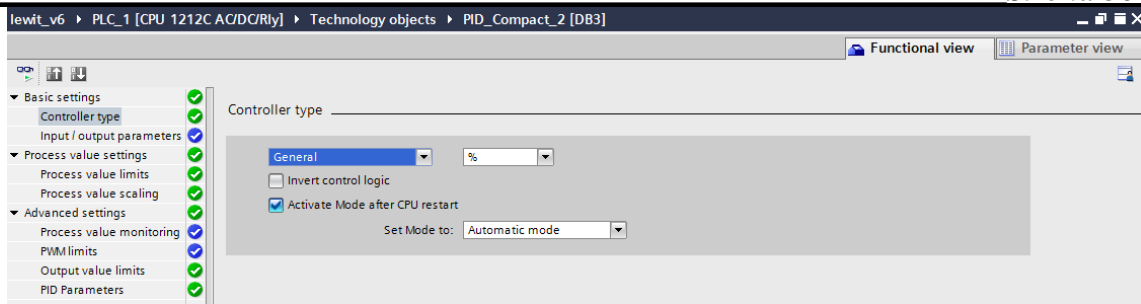 lewit_v6 ▸ PLC_1 [CPU 1212C AC/DC/Rly] ▸ Technology objects ▸ PID_Compact_2 [DB3]
Functional view Parameter view
Basic settings
Controller type
Input / output parameters
Process value settings
Process value limits
Process value scaling
Advanced settings
Process value monitoring
PWM limits
Output value limits
PID Parameters
Controller type
General %
Invert control logic
Activate Mode after CPU restart
Set Mode to: Automatic mode